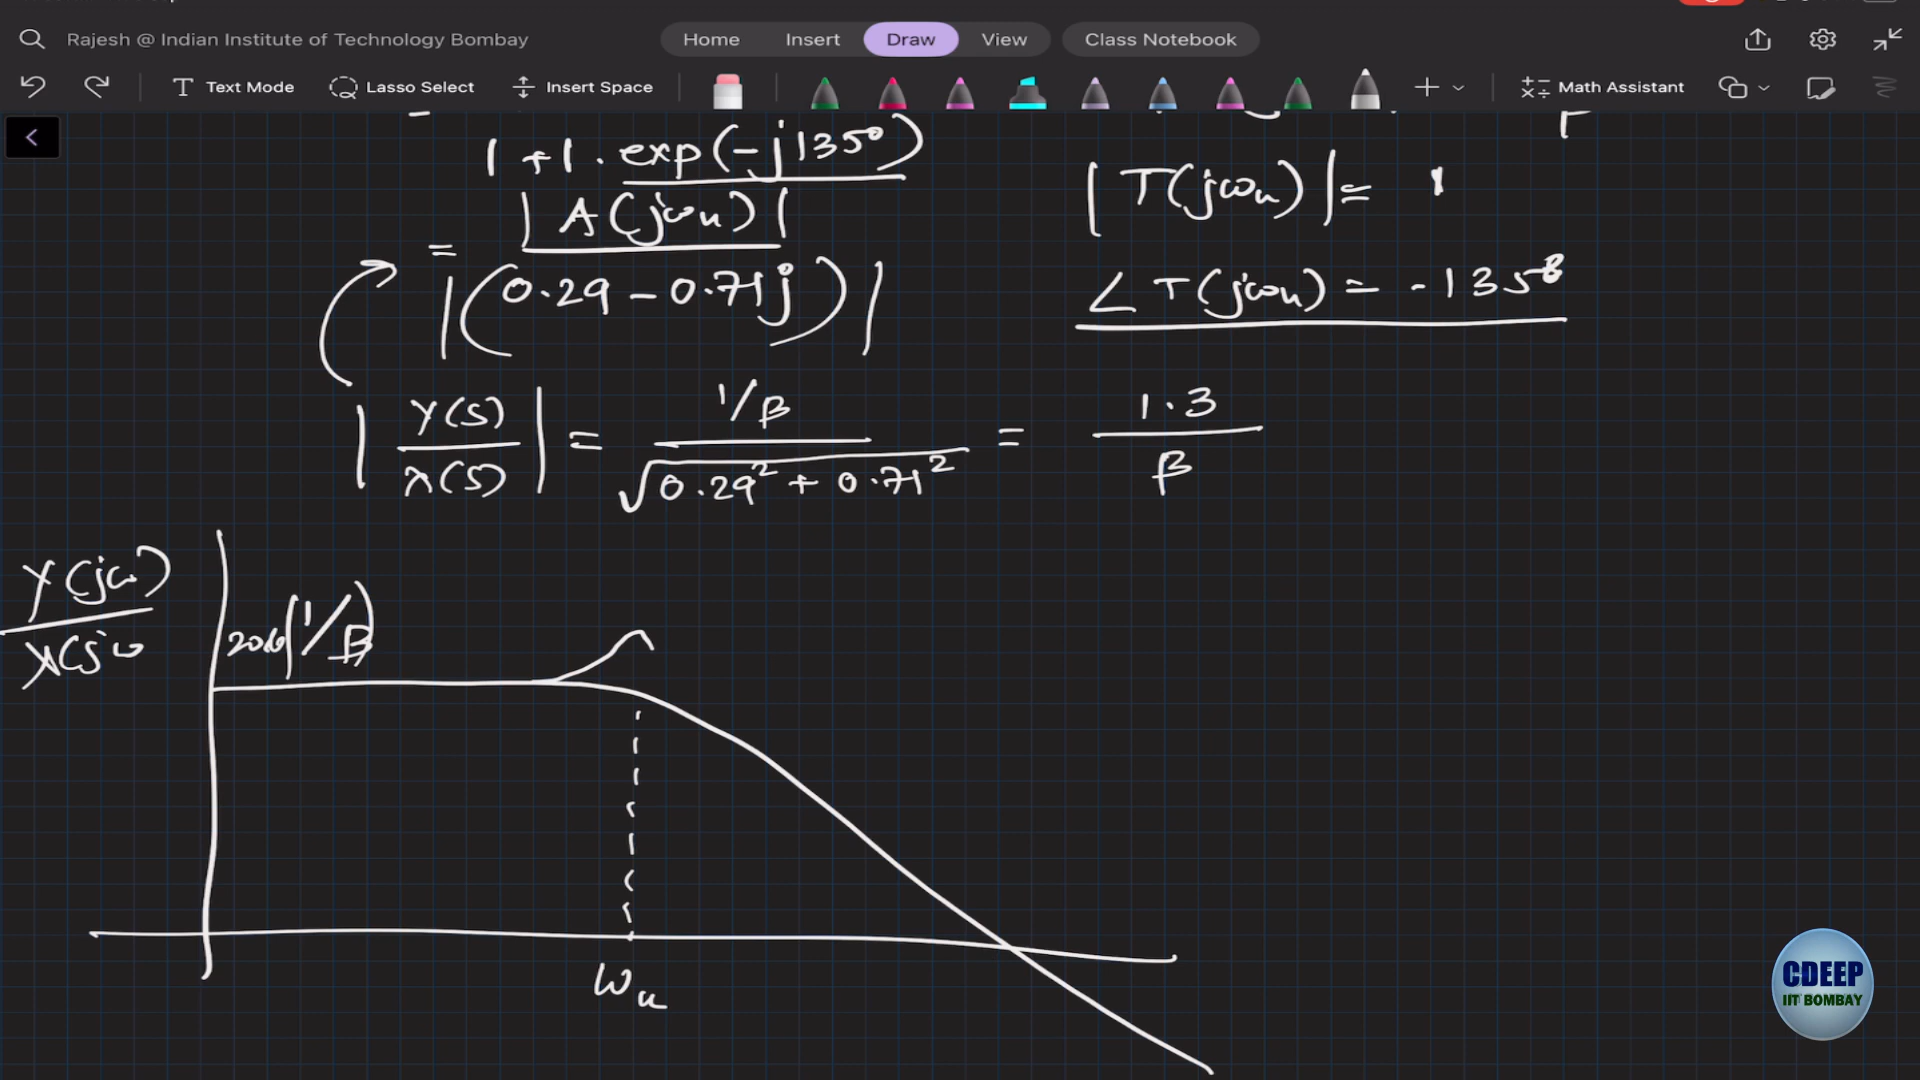 Rajesh @ Indian Institute of Technology Bombay
Home Insert Draw View Class Notebook
Text Mode Lasso Select Insert Space Math Assistant
1 + 1 . exp(-j135°)
|T(jωu)| = 1
= |A(jωu)|
|(0.29 - 0.71j)|
∠T(jωu) = -135°
|Y(s)/X(s)| = (1/β)/√(0.29² + 0.71²) = 1.3/β
Y(jω)
X(jω
(1/β)
ωu
CDEEP
IIT BOMBAY